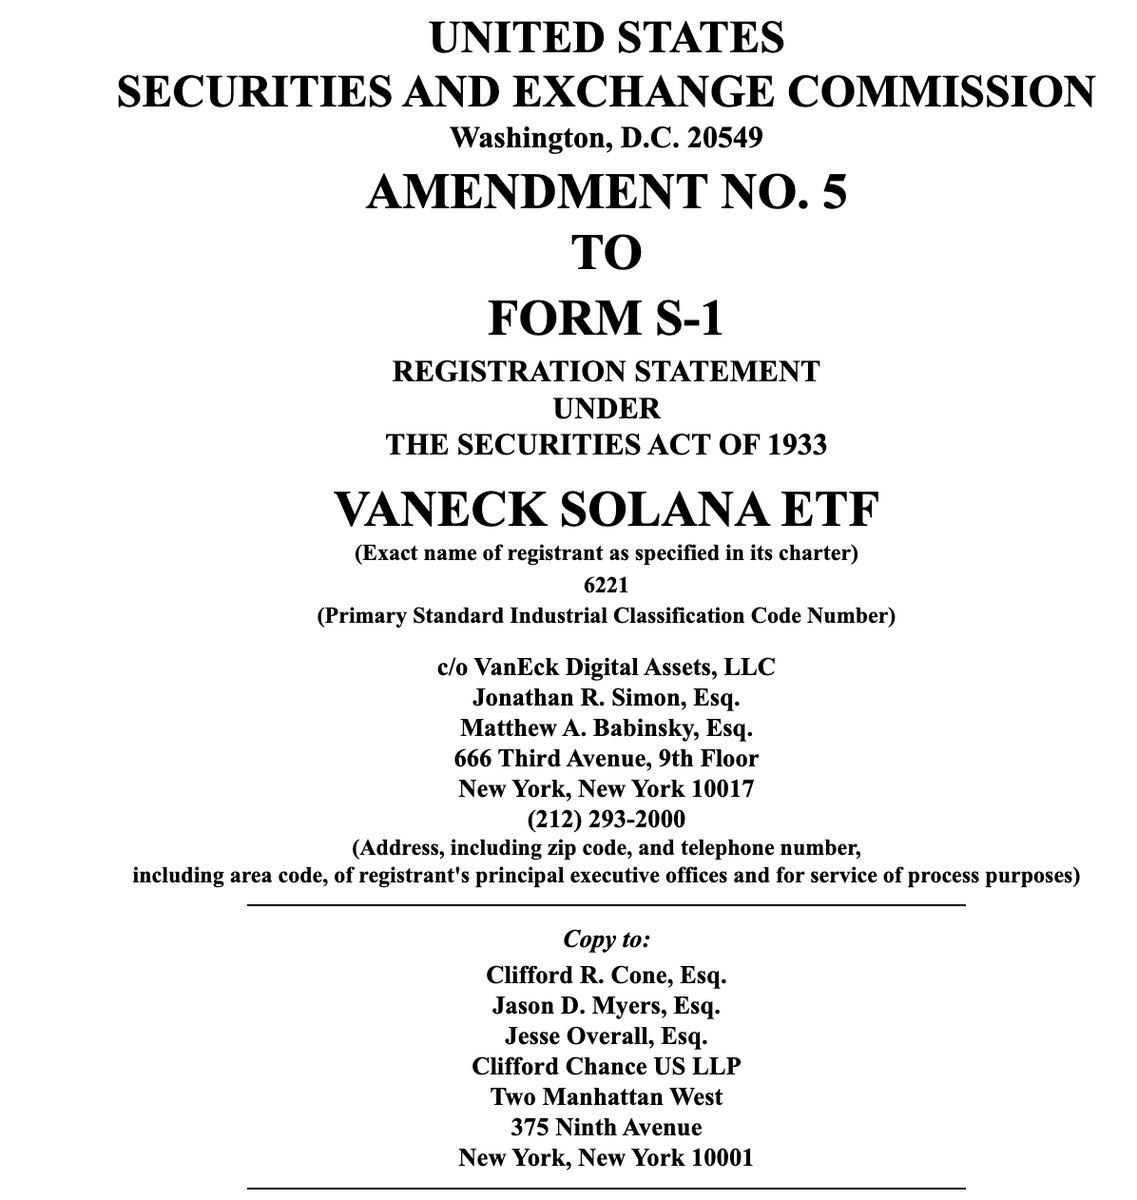 UNITED STATES
SECURITIES AND EXCHANGE COMMISSION
Washington, D.C. 20549
AMENDMENT NO. 5
TO
FORM S-1
REGISTRATION STATEMENT
UNDER
THE SECURITIES ACT OF 1933
VANECK SOLANA ETF
(Exact name of registrant as specified in its charter)
6221
(Primary Standard Industrial Classification Code Number)
c/o VanEck Digital Assets, LLC
Jonathan R. Simon, Esq.
Matthew A. Babinsky, Esq.
666 Third Avenue, 9th Floor
New York, New York 10017
(212) 293-2000
(Address, including zip code, and telephone number,
including area code, of registrant's principal executive offices and for service of process purposes)
Copy to:
Clifford R. Cone, Esq.
Jason D. Myers, Esq.
Jesse Overall, Esq.
Clifford Chance US LLP
Two Manhattan West
375 Ninth Avenue
New York, New York 10001